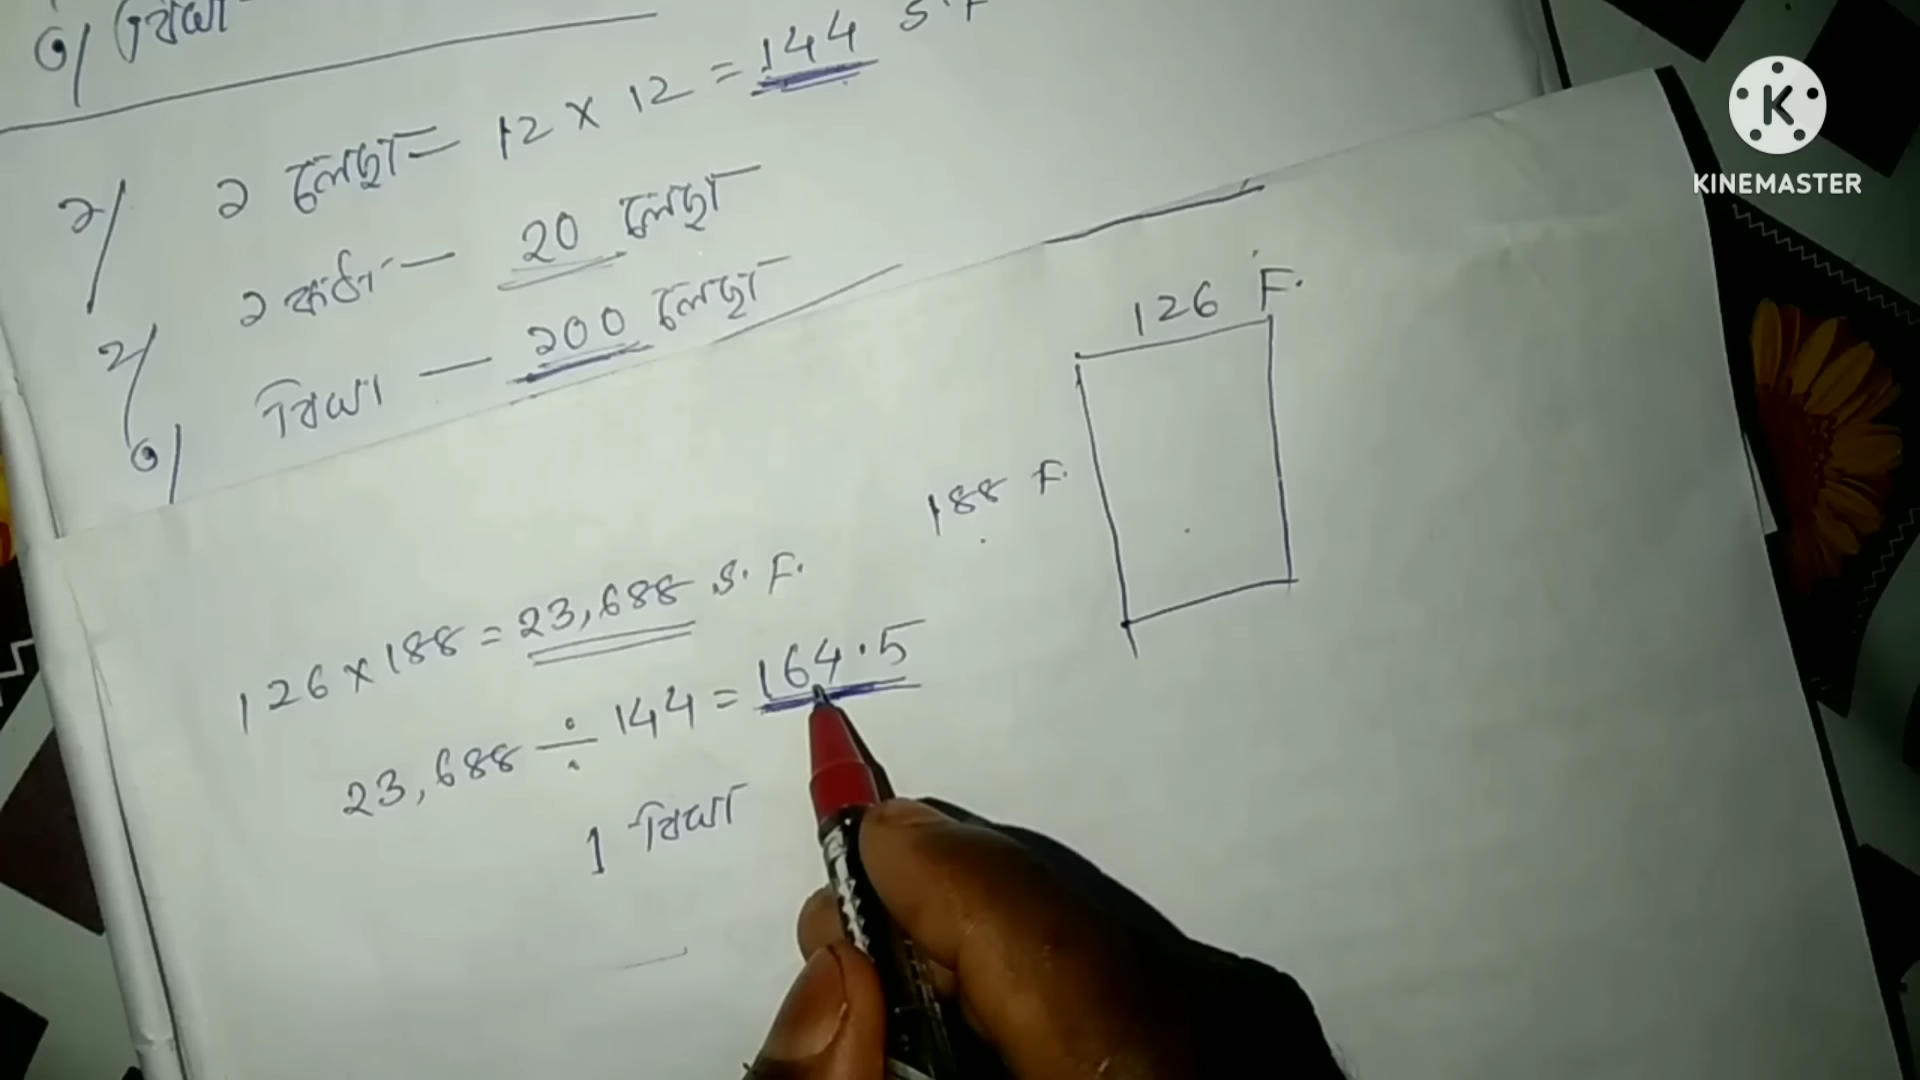 ৩/ বিঘা
১/ ১ লেছা = 12 x 12 = 144 S.F
২/ ১ কঠা — 20 লেছা
৩/ বিঘা — ২00 লেছা
126 F.
188 F.
126 x 188 = 23,688 S.F.
23,688 ÷ 144 = 164.5
1 বিঘা
K
KINEMASTER